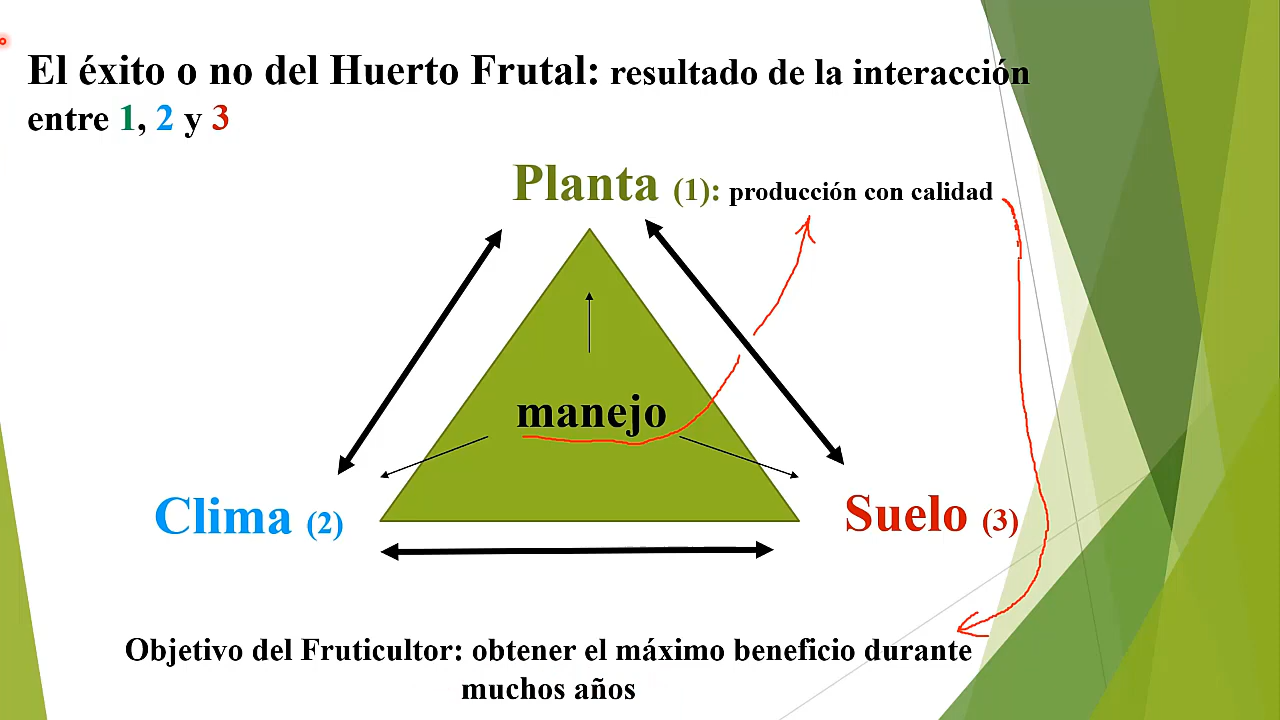 El éxito o no del Huerto Frutal: resultado de la interacción
entre 1, 2 y 3
Planta (1): producción con calidad
manejo
Clima (2)
Suelo (3)
Objetivo del Fruticultor: obtener el máximo beneficio durante
muchos años